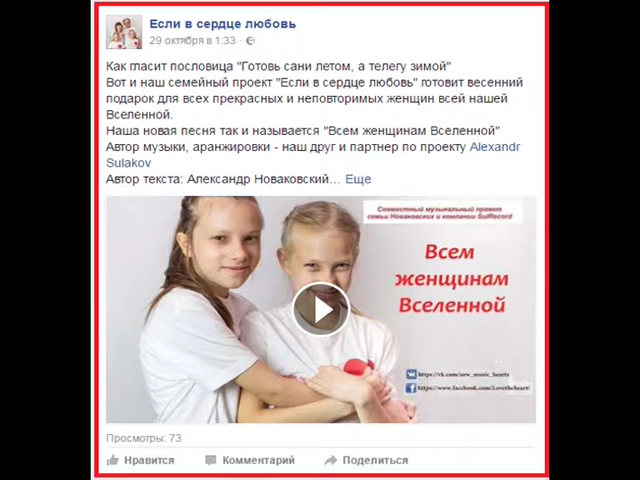 Если в сердце любовь
29 октября в 1:33 ·
Как гласит пословица "Готовь сани летом, а телегу зимой"
Вот и наш семейный проект "Если в сердце любовь" готовит весенний
подарок для всех прекрасных и неповторимых женщин всей нашей
Вселенной.
Наша новая песня так и называется "Всем женщинам Вселенной"
Автор музыки, аранжировки - наш друг и партнер по проекту Alexandr
Sulakov
Автор текста: Александр Новаковский... Еще
Совместный музыкальный проект
семьи Новаковских и компании SulRecord
Всем
женщинам
Вселенной
https://vk.com/new_music_hearts
https://www.facebook.com/Lovetheheart/
Просмотры: 73
Нравится Комментарий Поделиться